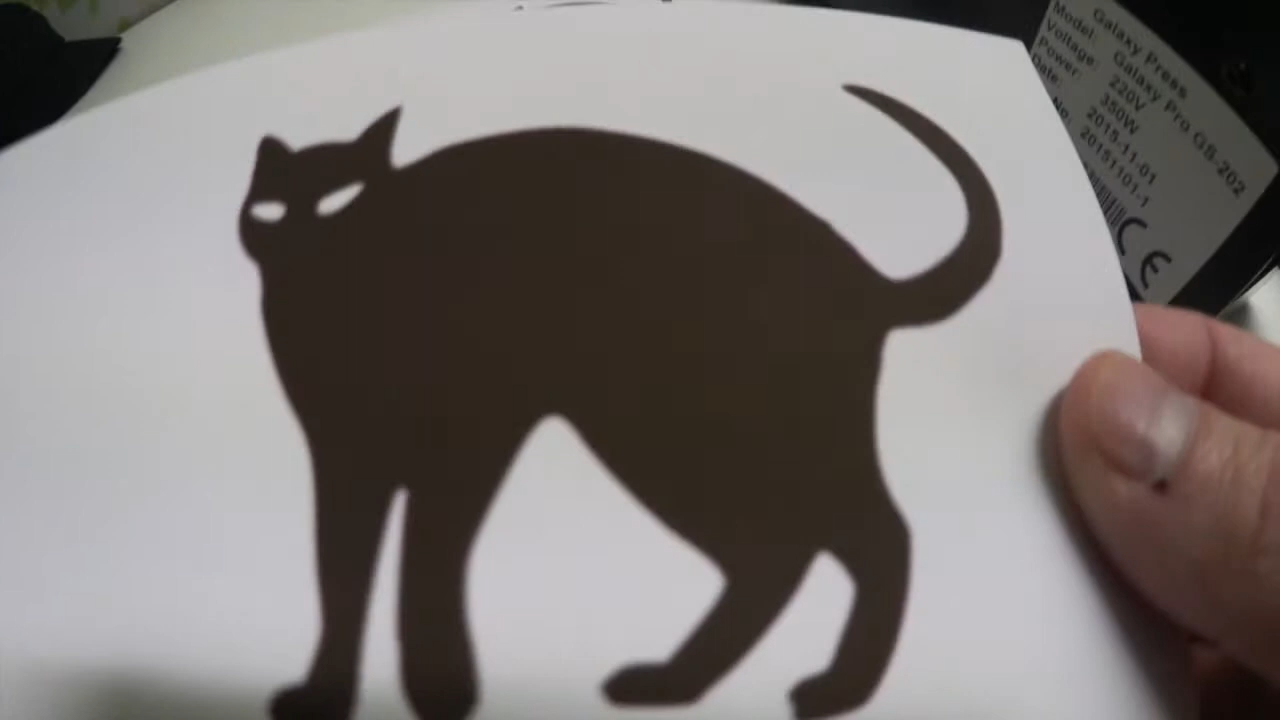 Galaxy Press
Model: Galaxy Pro GS-202
Voltage: 220V
Power: 350W
Date: 2015-11-01
No. 20151101-1
CE